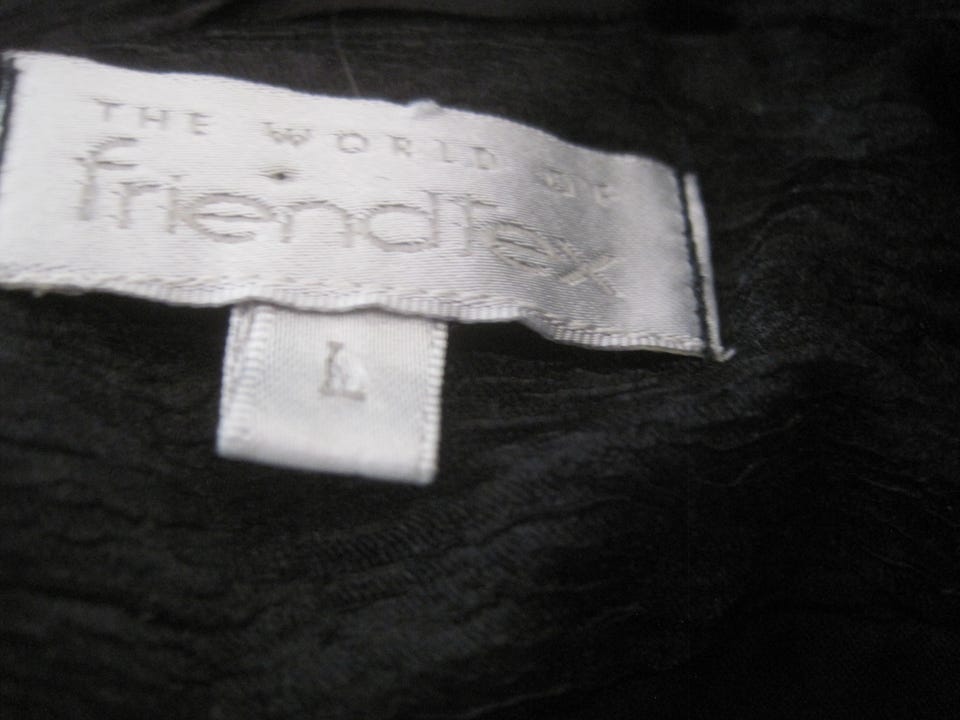 THE WORLD OF
friendtex
L